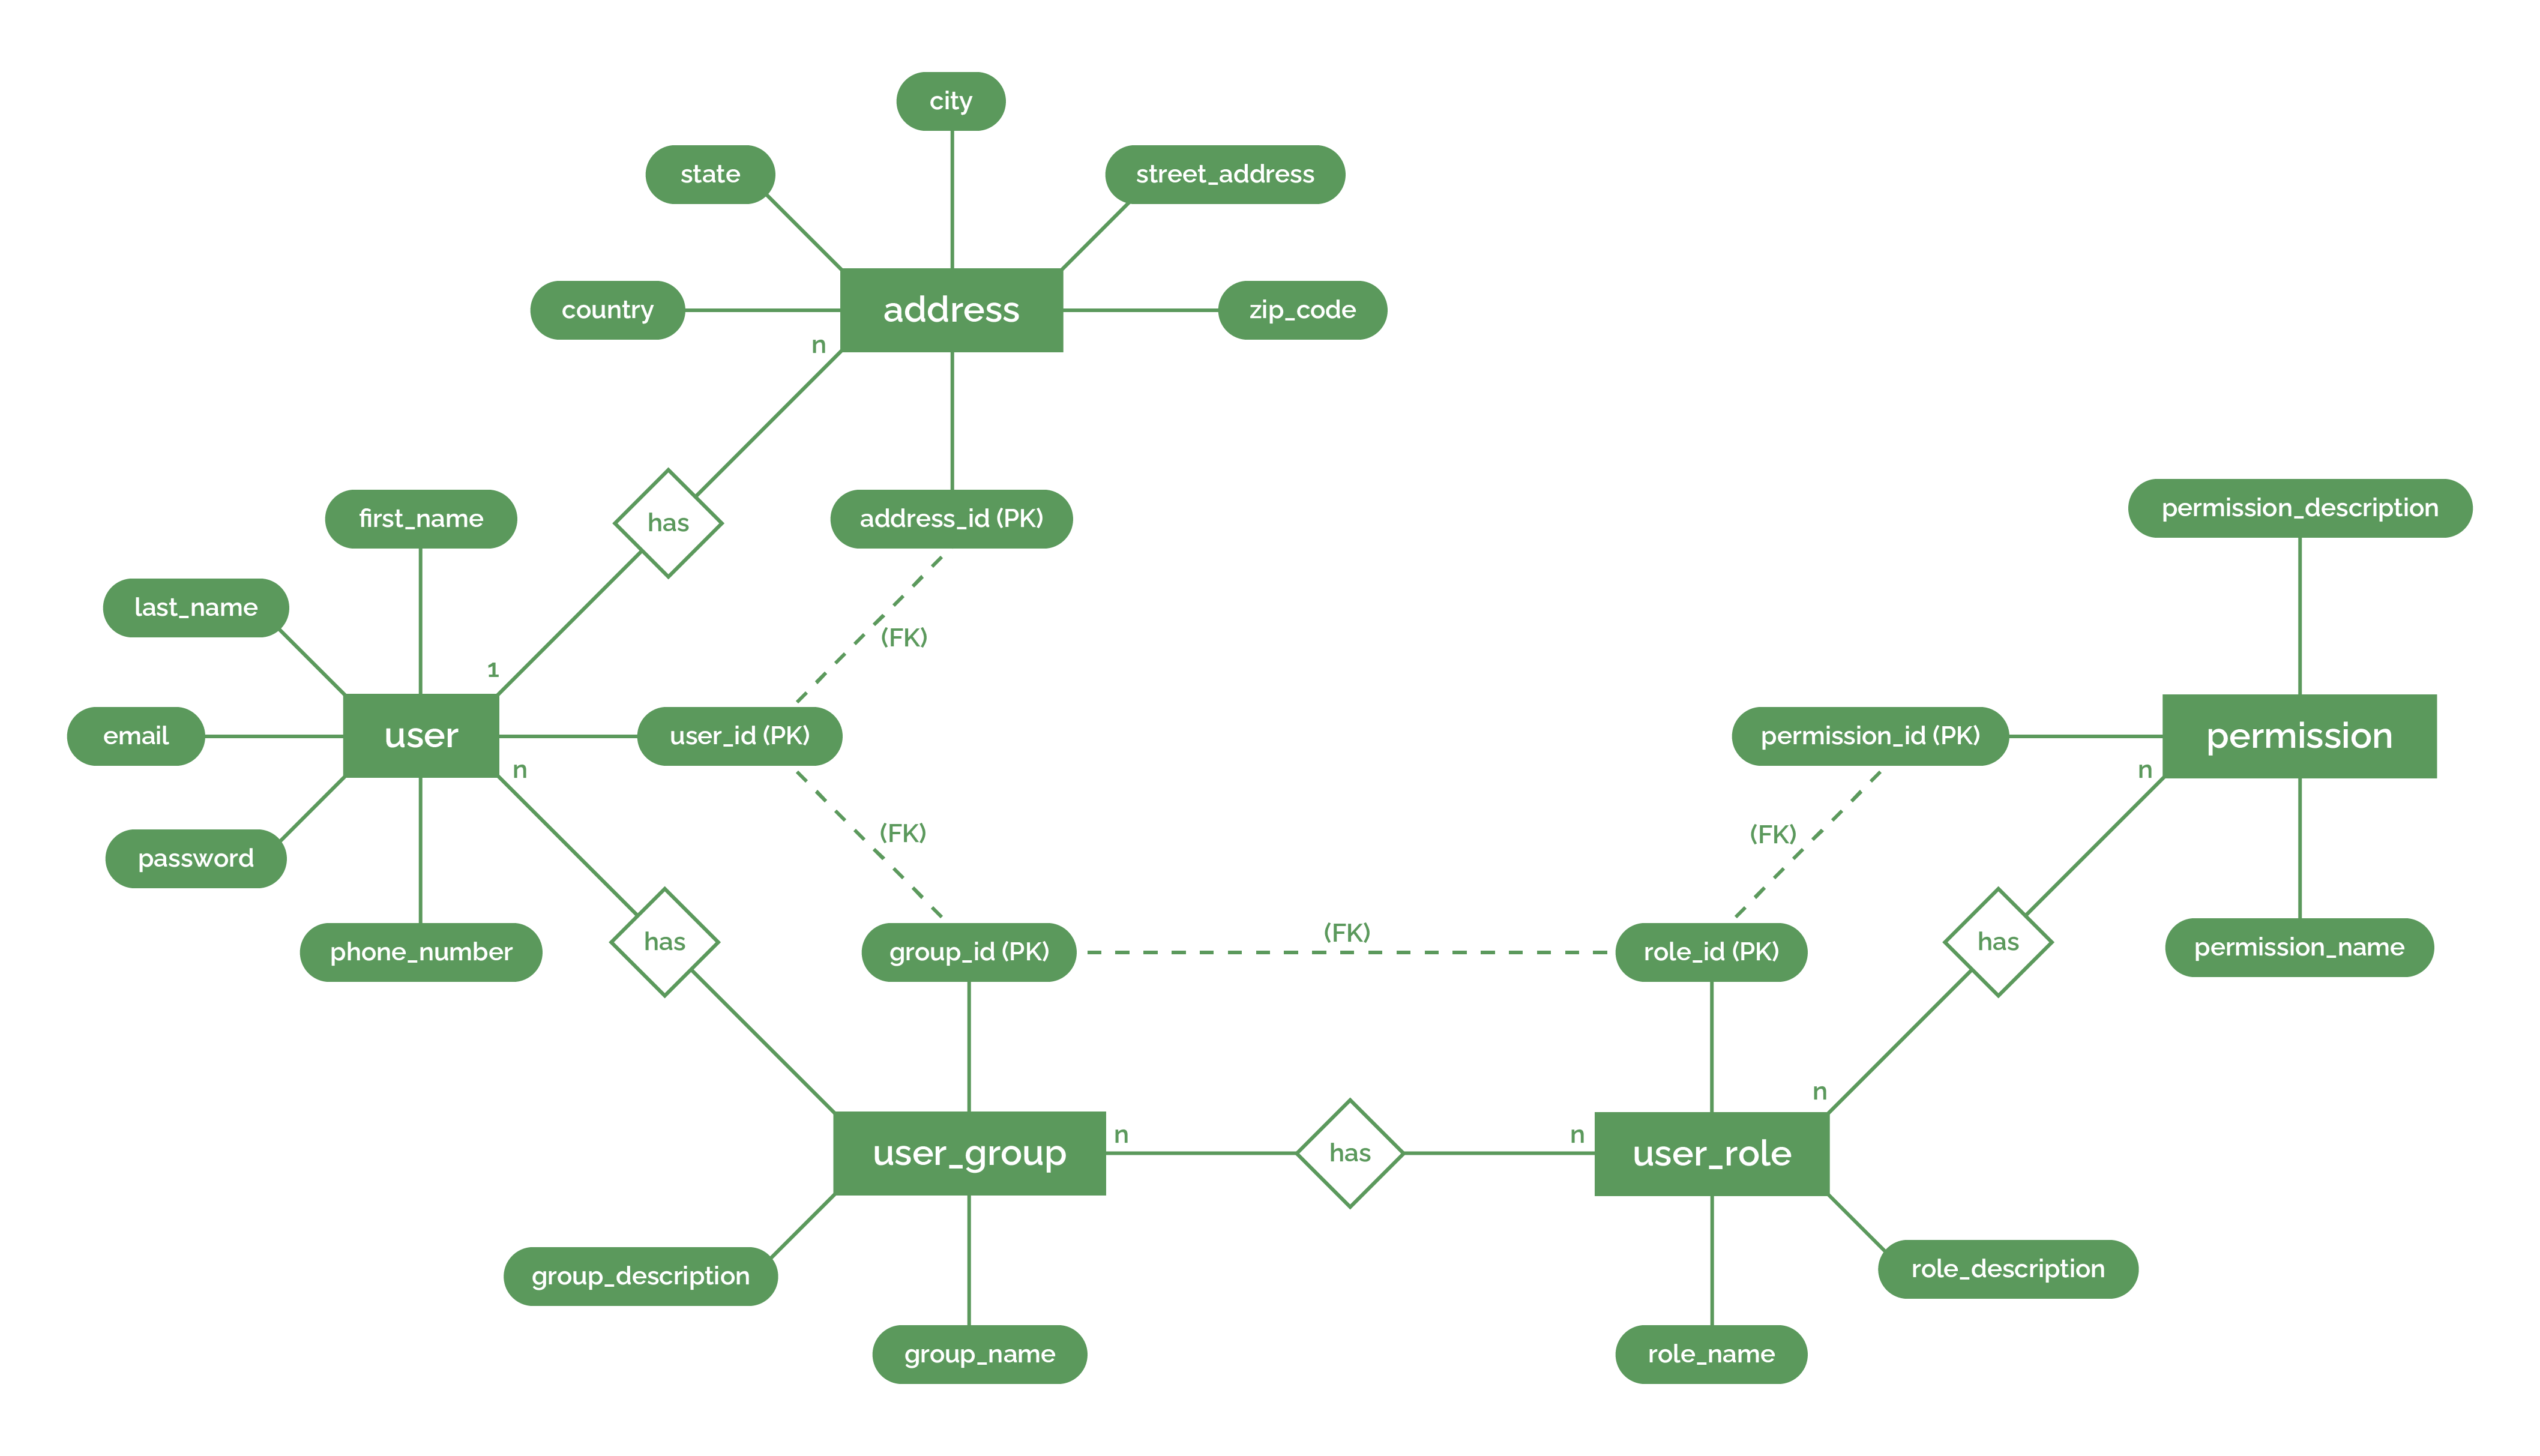 city
state
street_address
country
address
zip_code
n
first_name
has
address_id (PK)
permission_description
last_name
(FK)
1
email
user
user_id (PK)
permission_id (PK)
permission
n
n
(FK)
(FK)
password
has
has
phone_number
group_id (PK)
(FK)
role_id (PK)
permission_name
n
n
n
user_group
has
user_role
group_description
role_description
group_name
role_name